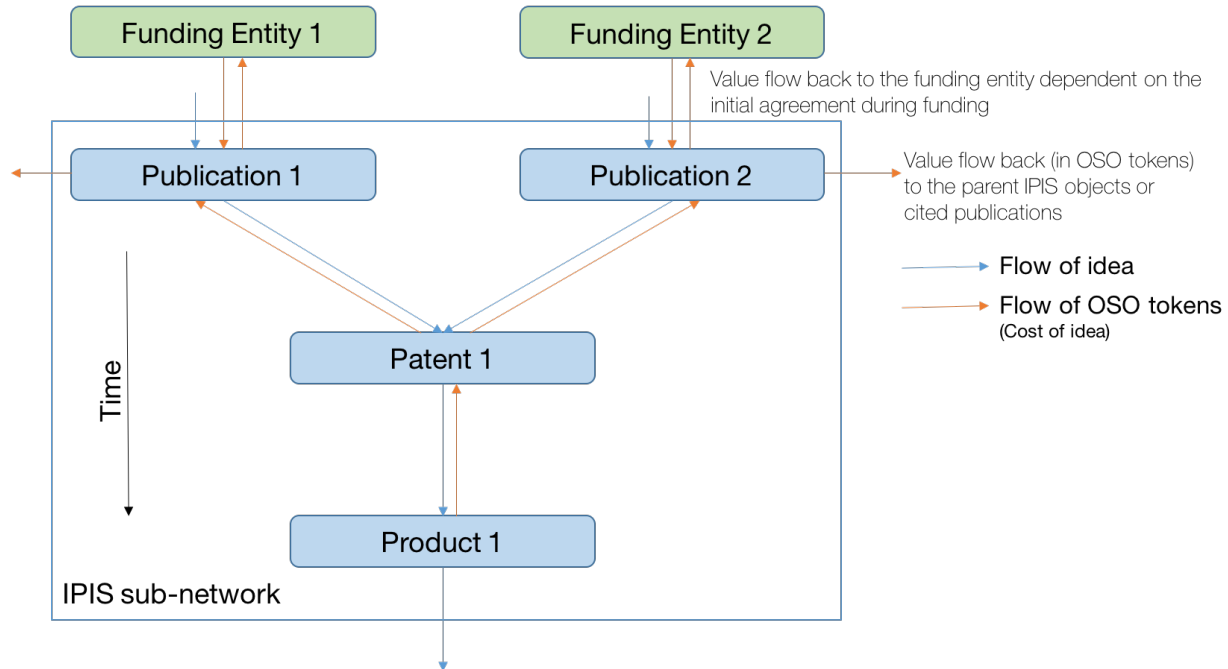 Funding Entity 1
Funding Entity 2
Value flow back to the funding entity dependent on the
initial agreement during funding
Publication 1
Publication 2
Value flow back (in OSO tokens)
to the parent IPIS objects or
cited publications
Flow of idea
Flow of OSO tokens
(Cost of idea)
Patent 1
Time
Product 1
IPIS sub-network